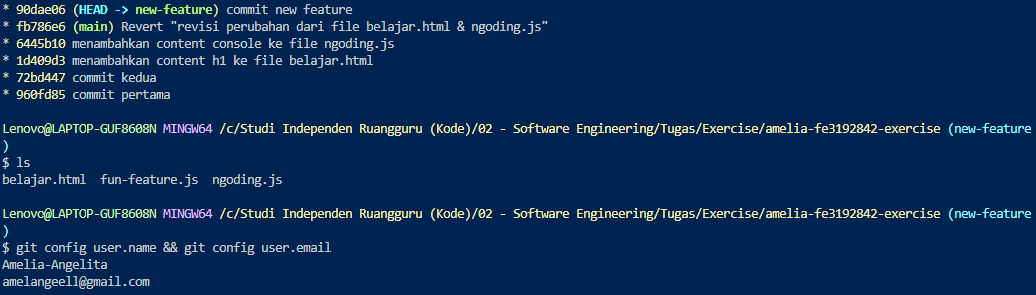 * 90dae06 (HEAD -> new-feature) commit new feature
* fb786e6 (main) Revert "revisi perubahan dari file belajar.html & ngoding.js"
* 6445b10 menambahkan content console ke file ngoding.js
* 1d409d3 menambahkan content h1 ke file belajar.html
* 72bd447 commit kedua
* 960fd85 commit pertama
Lenovo@LAPTOP-GUF8608N MINGW64 /c/Studi Independen Ruangguru (Kode)/02 - Software Engineering/Tugas/Exercise/amelia-fe3192842-exercise (new-feature
)
$ ls
belajar.html  fun-feature.js  ngoding.js
Lenovo@LAPTOP-GUF8608N MINGW64 /c/Studi Independen Ruangguru (Kode)/02 - Software Engineering/Tugas/Exercise/amelia-fe3192842-exercise (new-feature
)
$ git config user.name && git config user.email
Amelia-Angelita
amelangeell@gmail.com